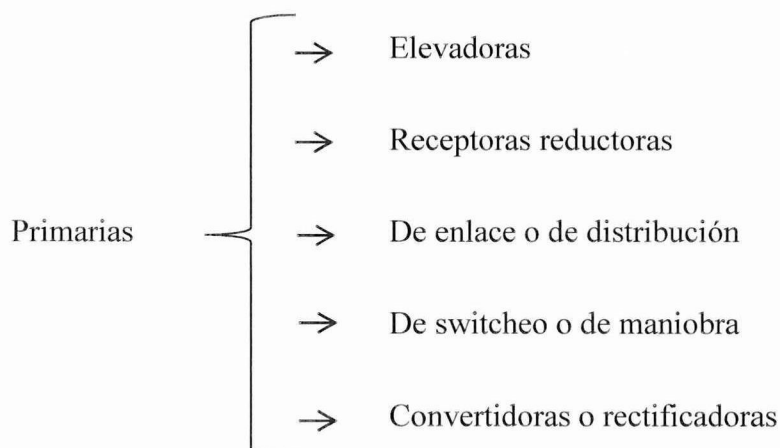 Elevadoras
Receptoras reductoras
Primarias
De enlace o de distribución
De switcheo o de maniobra
Convertidoras o rectificadoras